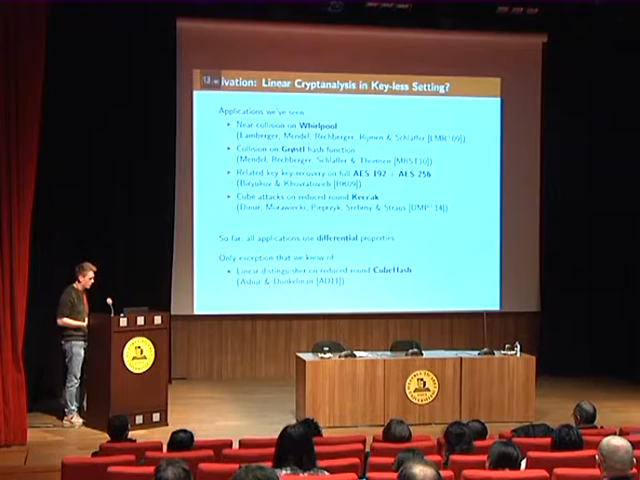 ivation: Linear Cryptanalysis in Key-less Setting?
Applications we've seen
Near-collision on Whirlpool
(Lamberger, Mendel, Rechberger, Rijmen & Schläffer [LMR+09])
Collision on Grøstl hash function
(Mendel, Rechberger, Schläffer & Thomsen [MRST10])
Related key key-recovery on full AES-192 + AES-256
(Biryukov & Khovratovich [BK09])
Cube attacks on reduced round Keccak
(Dinur, Morawiecki, Pieprzyk, Srebrny & Straus [DMP+14])
So far, all applications use differential properties
Only exception that we know of
Linear distinguisher on reduced round CubeHash
(Ashur & Dunkelman [AD11])